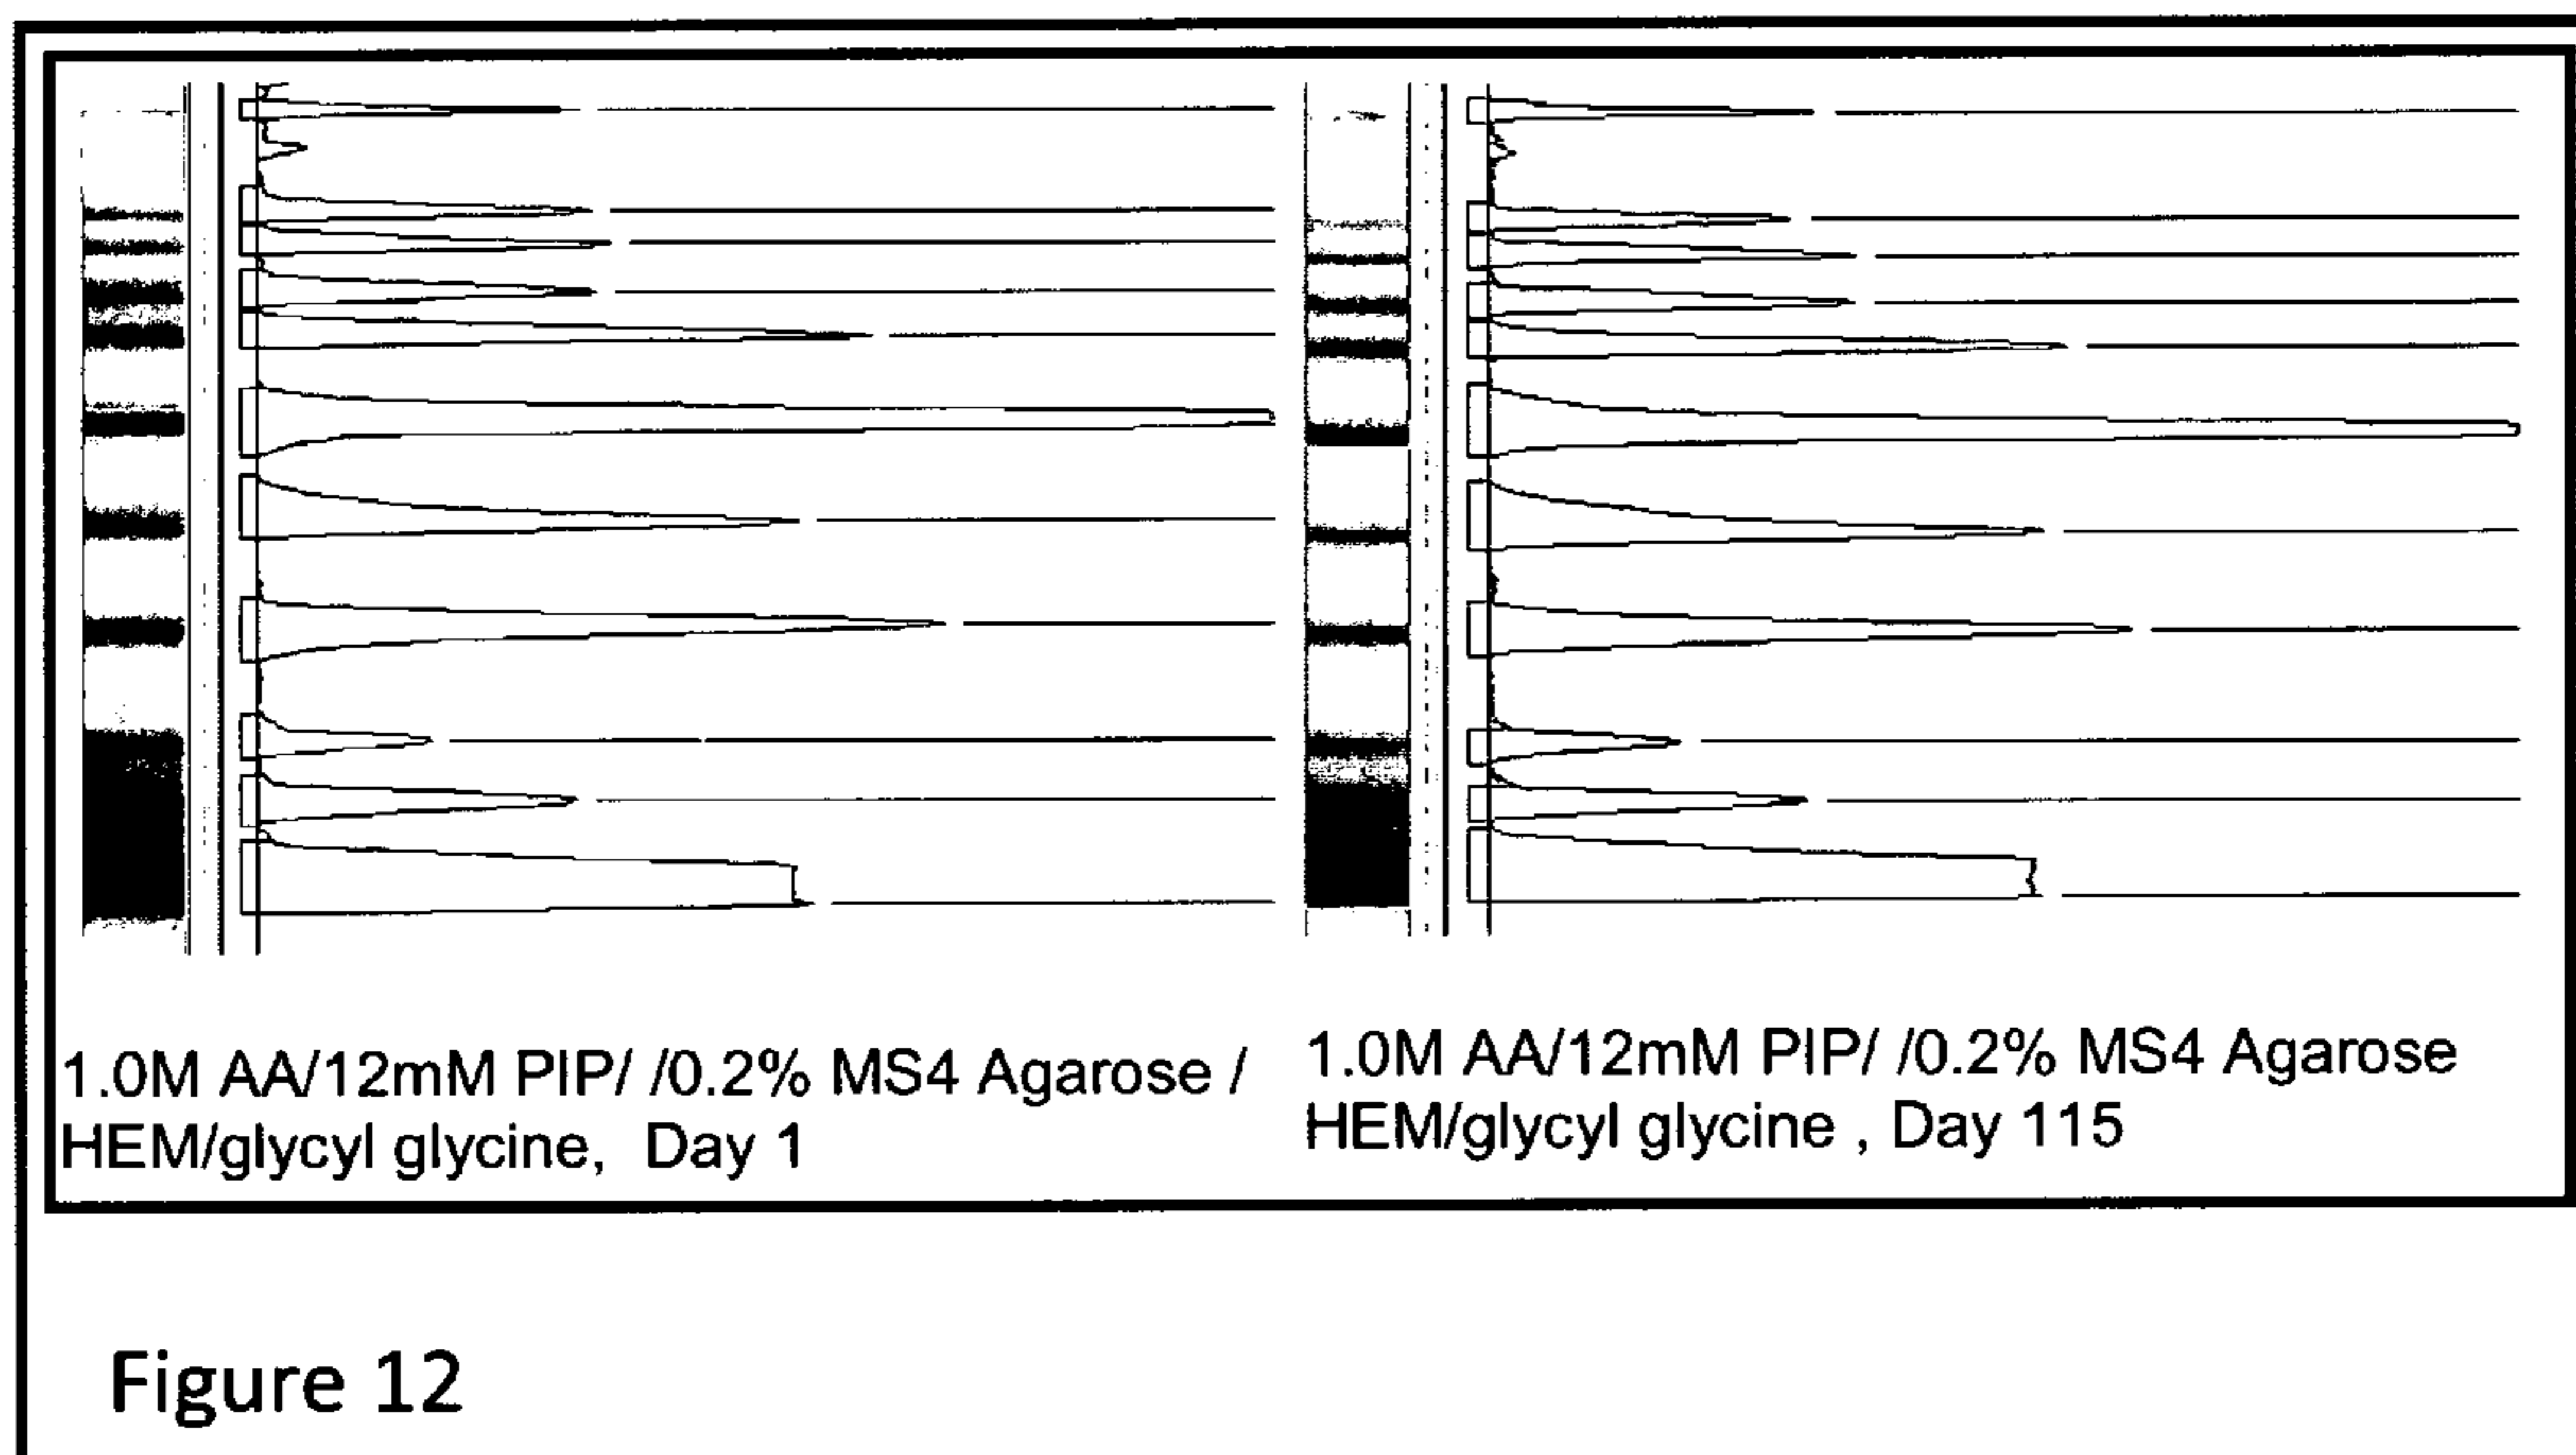 1.0M AA/12mM PIP/ /0.2% MS4 Agarose /
HEM/glycyl glycine, Day 1
1.0M AA/12mM PIP/ /0.2% MS4 Agarose
HEM/glycyl glycine , Day 115
Figure 12